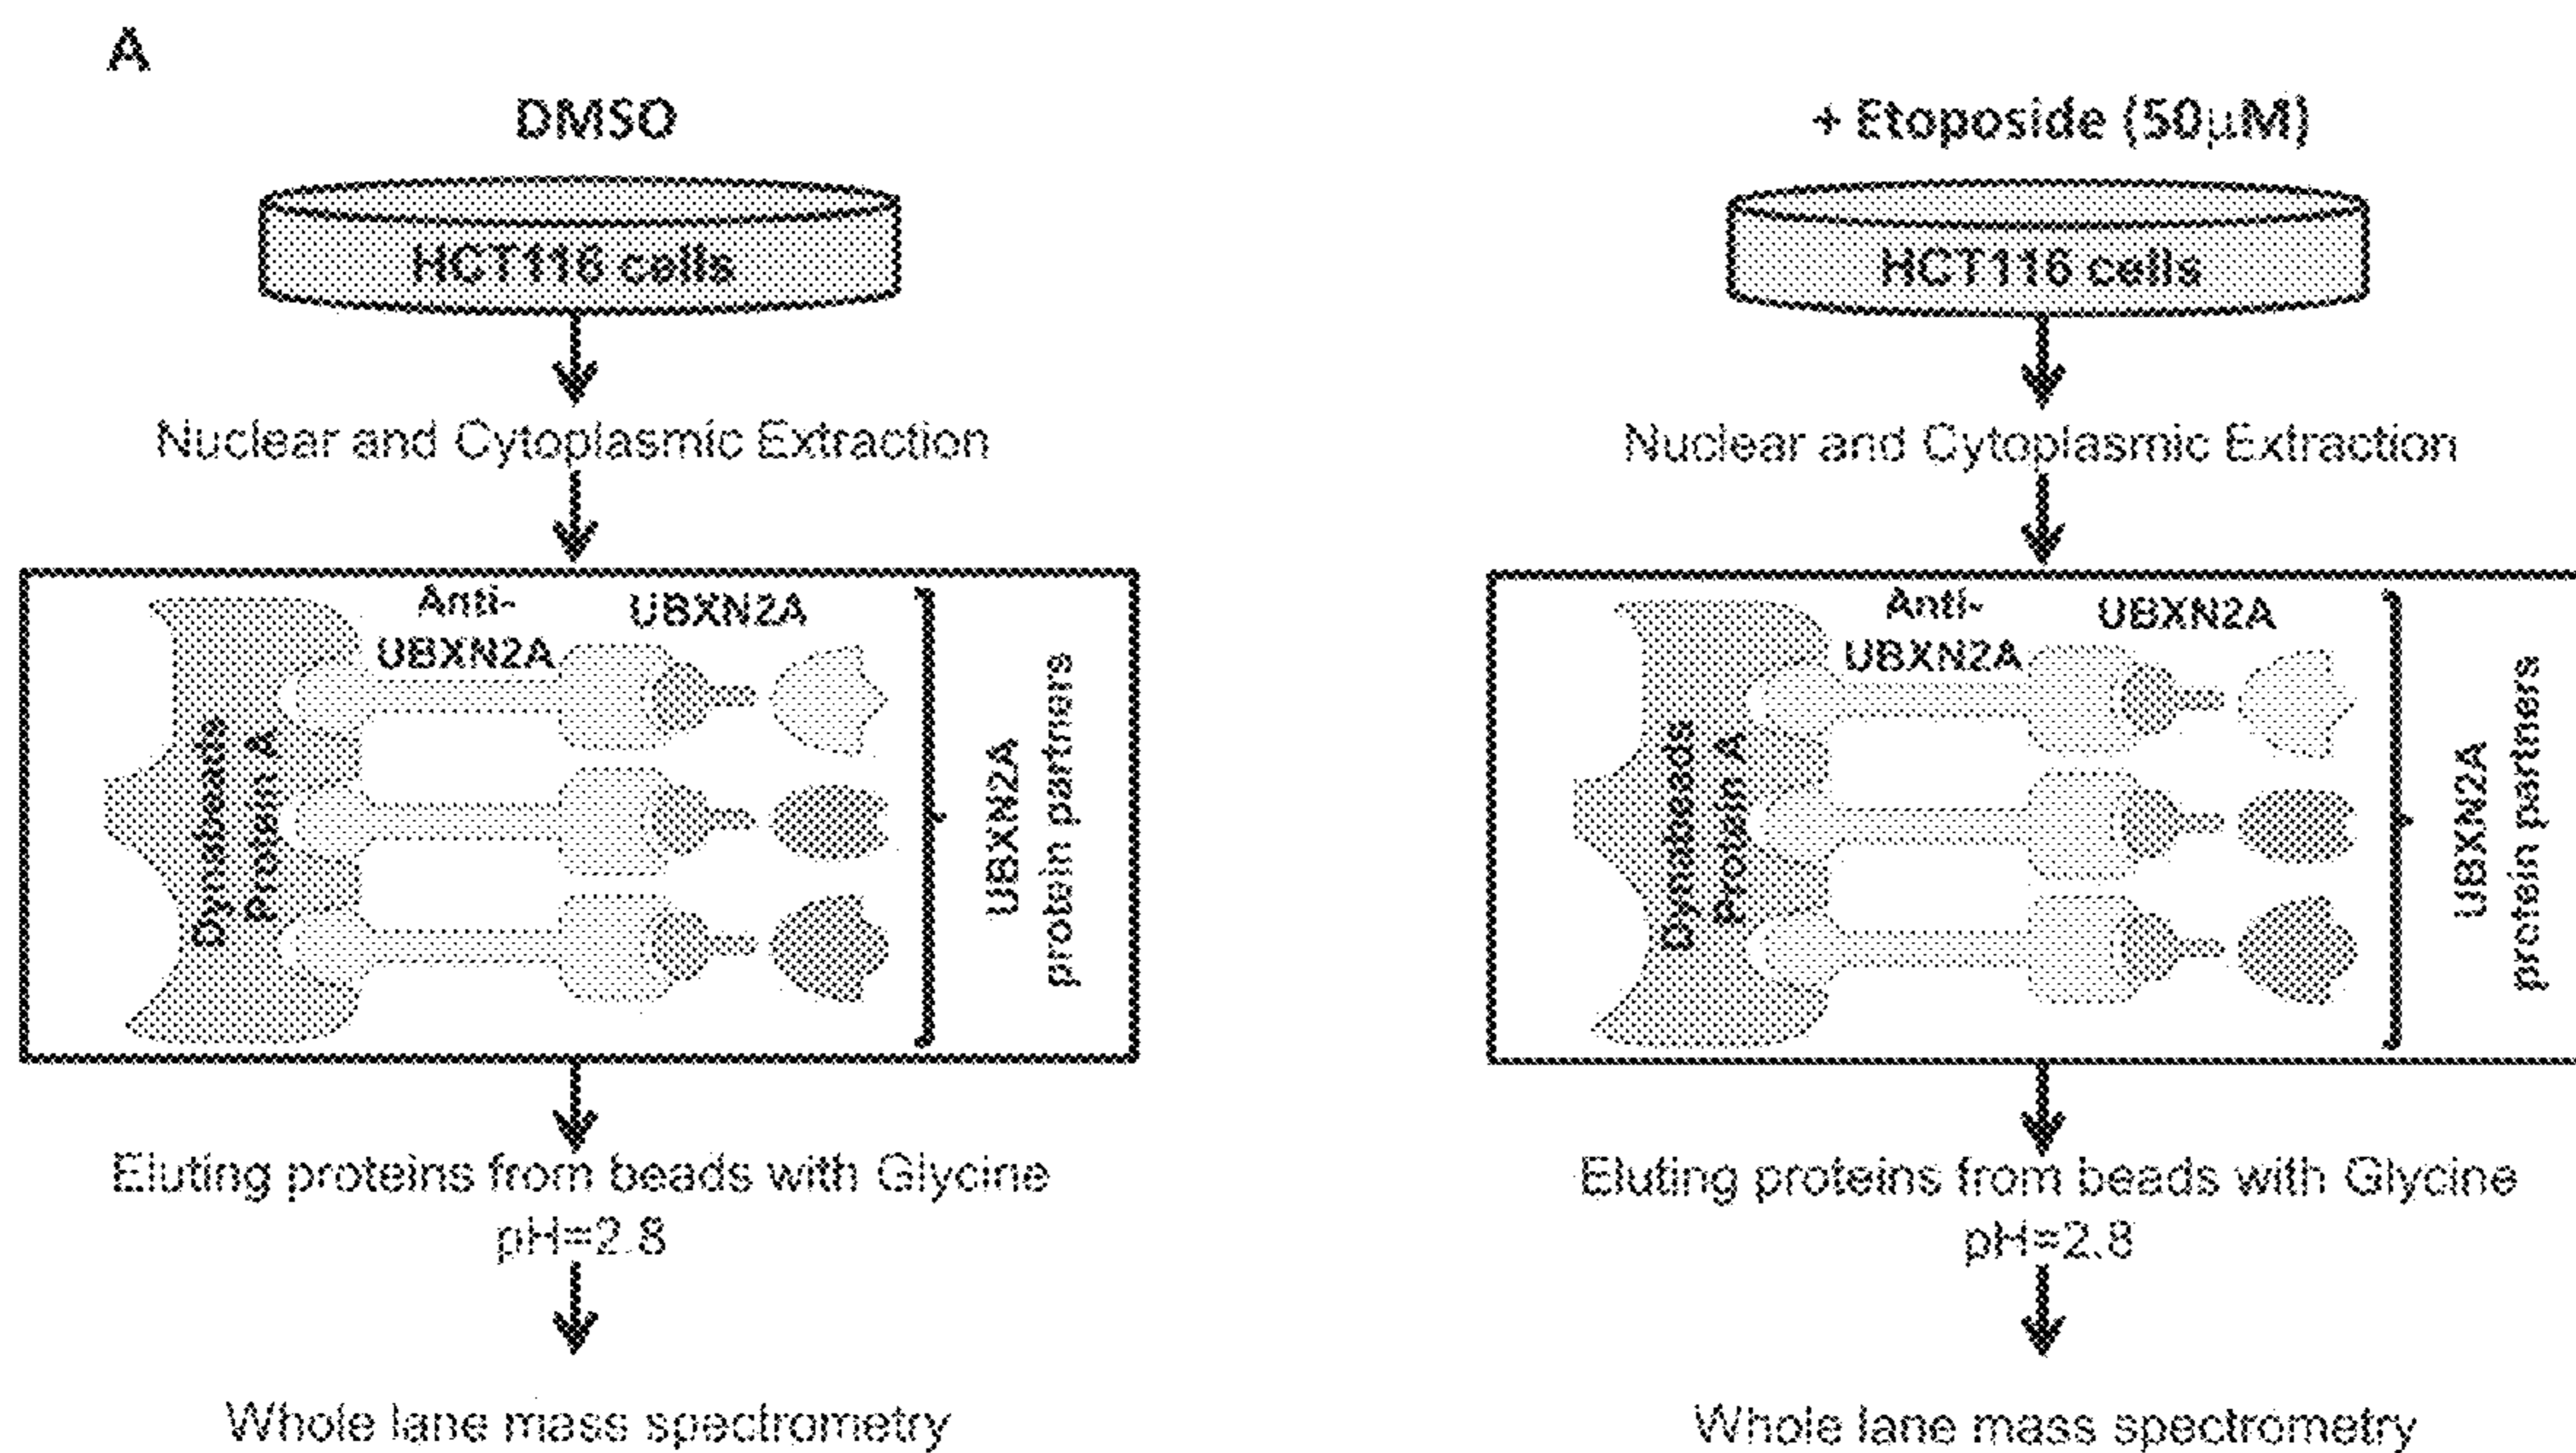 A
DMSO
HCT116 cells
Nuclear and Cytoplasmic Extraction
Anti-
UBXN2A
UBXN2A
Dynabeads
Protein A
UBXN2A
protein partners
Eluting proteins from beads with Glycine
pH=2.8
Whole lane mass spectrometry
+ Etoposide (50μM)
HCT116 cells
Nuclear and Cytoplasmic Extraction
Anti-
UBXN2A
UBXN2A
Dynabeads
Protein A
UBXN2A
protein partners
Eluting proteins from beads with Glycine
pH=2.8
Whole lane mass spectrometry